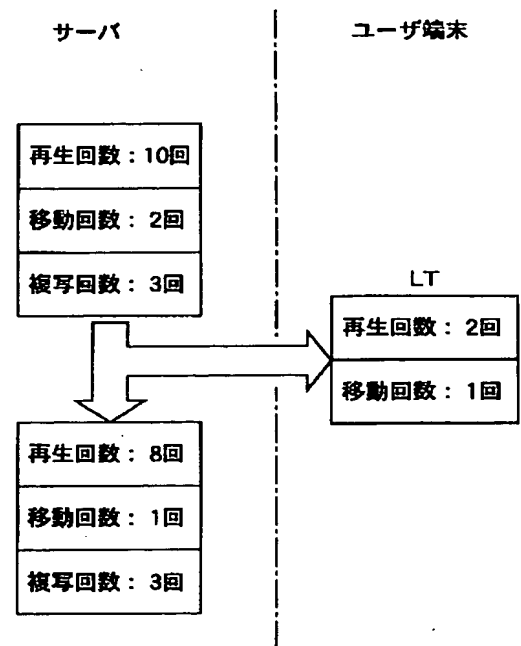 サーバ
ユーザ端末
再生回数：10回
移動回数：2回
複写回数：3回
LT
再生回数：2回
移動回数：1回
再生回数：8回
移動回数：1回
複写回数：3回